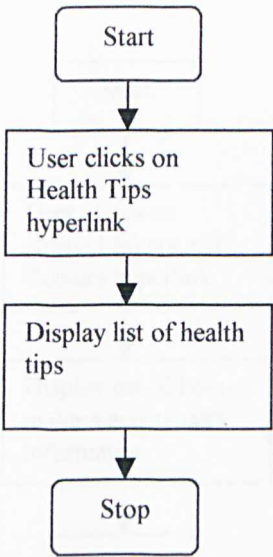 Start
User clicks on
Health Tips
hyperlink
Display list of health
tips
Stop